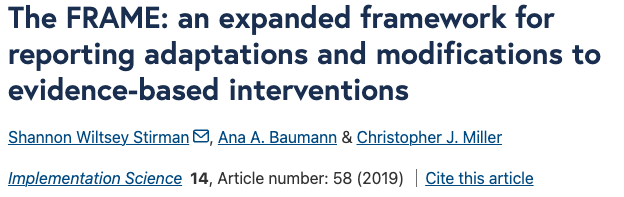 The FRAME: an expanded framework for
reporting adaptations and modifications to
evidence-based interventions
Shannon Wiltsey Stirman, Ana A. Baumann & Christopher J. Miller
Implementation Science 14, Article number: 58 (2019) | Cite this article